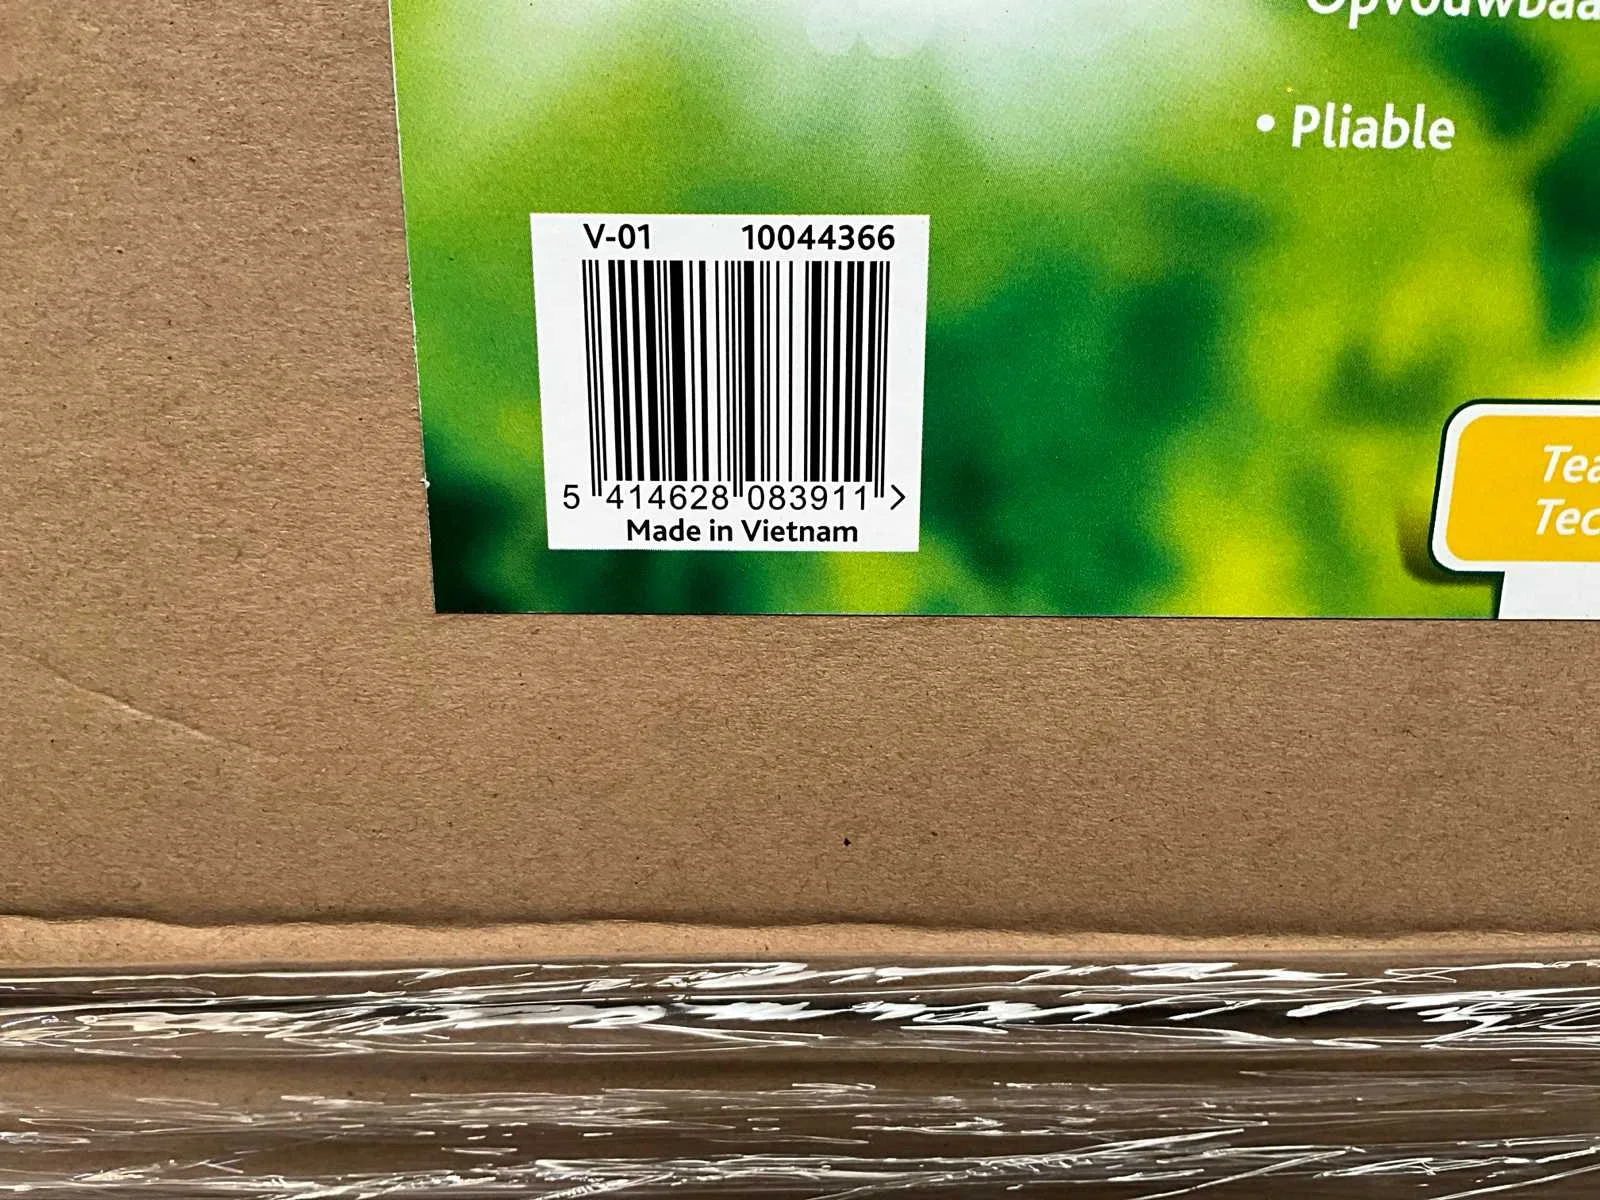 • Pliable
V-01 10044366
5 414628 083911 >
Made in Vietnam